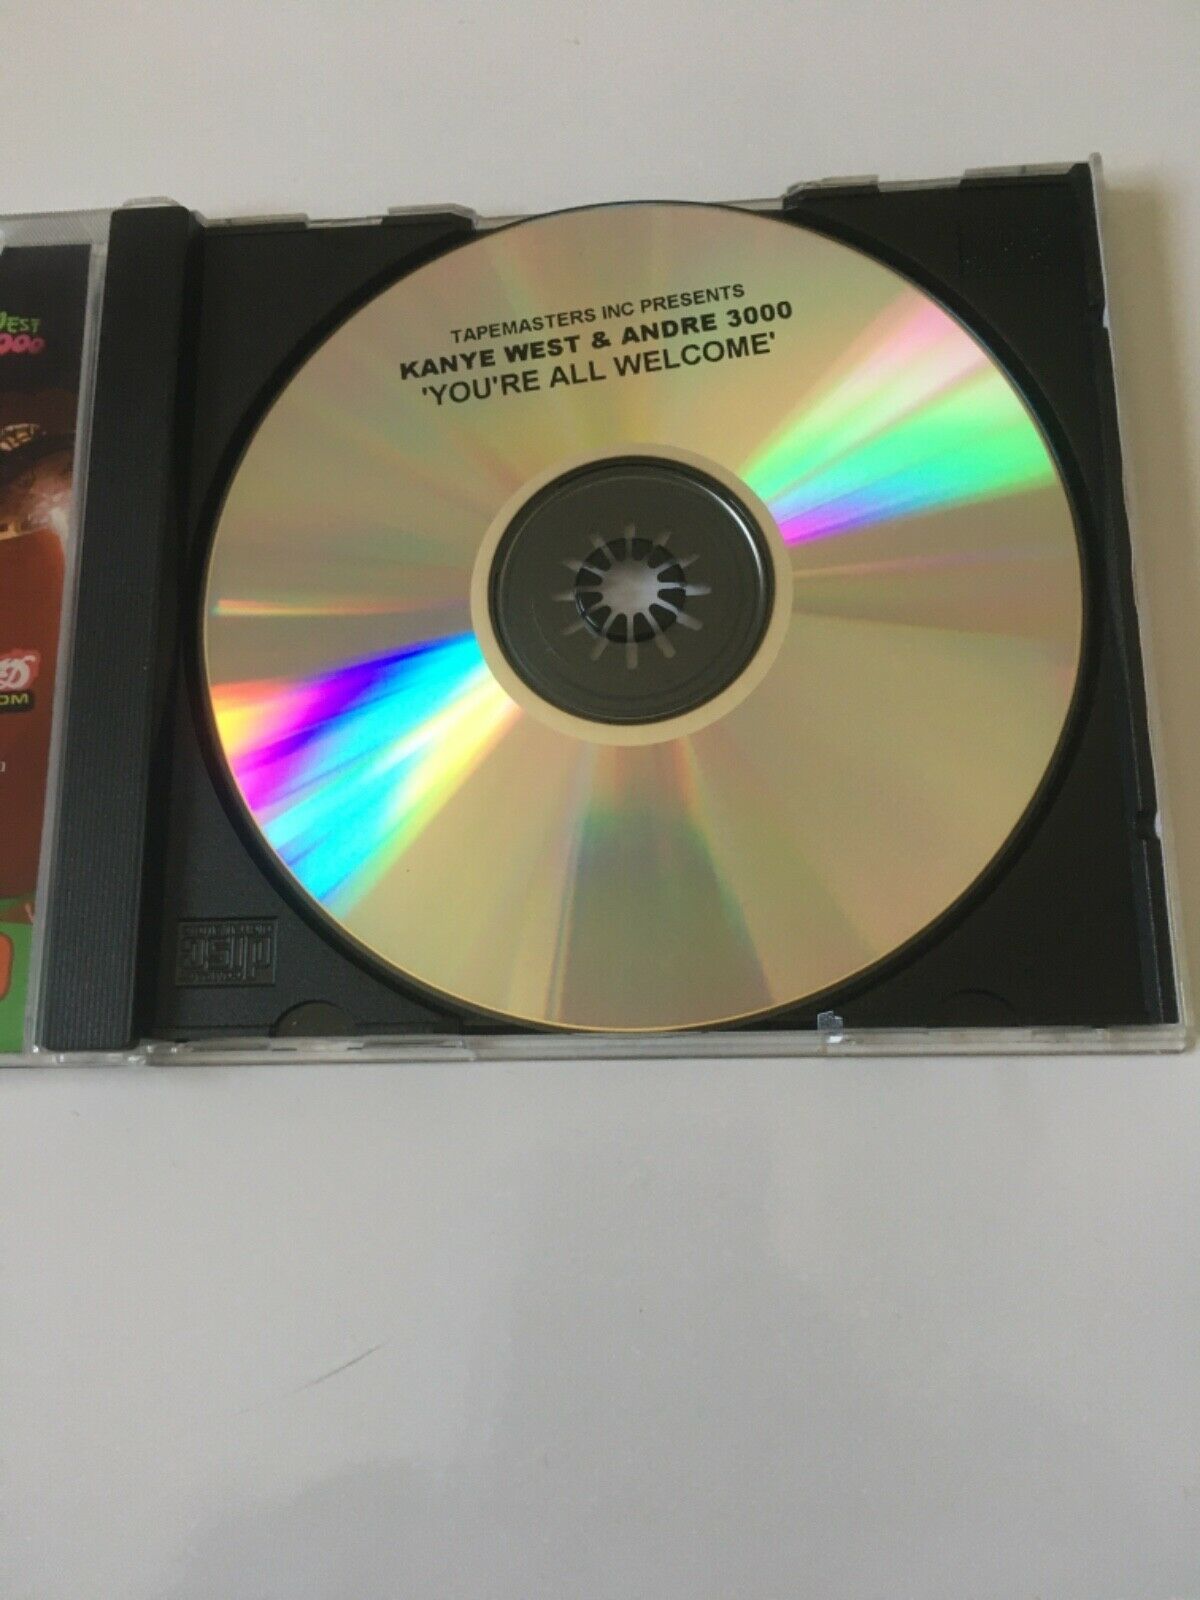 TAPEMASTERS INC PRESENTS
KANYE WEST & ANDRE 3000
'YOU'RE ALL WELCOME'